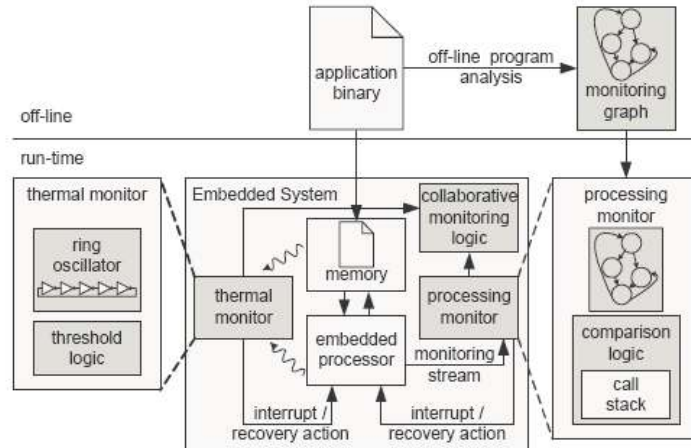 application
binary
off-line program
analysis
monitoring
graph
off-line
run-time
thermal monitor
ring
oscillator
threshold
logic
Embedded System
collaborative
monitoring
logic
memory
thermal
monitor
processing
monitor
embedded
processor
monitoring
stream
interrupt /
recovery action
interrupt /
recovery action
processing
monitor
comparison
logic
call
stack